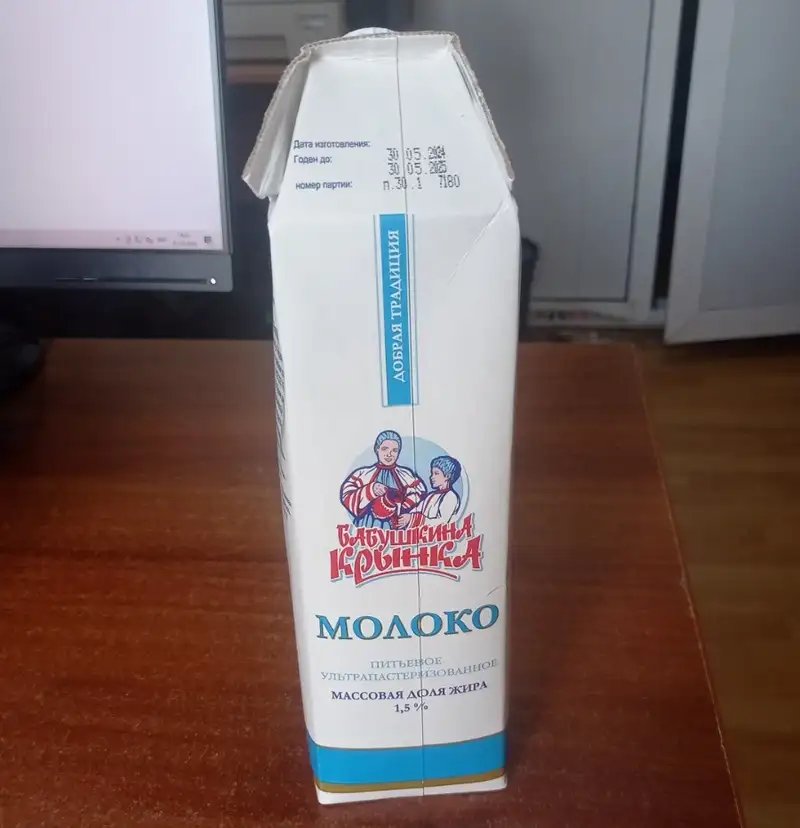 Дата изготовления: 30 05.2024
Годен до: 30 05.2025
номер партии: п.30.1 7180
ДОБРАЯ ТРАДИЦИЯ
БАБУШКИНА
КРЫНКА
МОЛОКО
ПИТЬЕВОЕ
УЛЬТРАПАСТЕРИЗОВАННОЕ
МАССОВАЯ ДОЛЯ ЖИРА
1,5 %